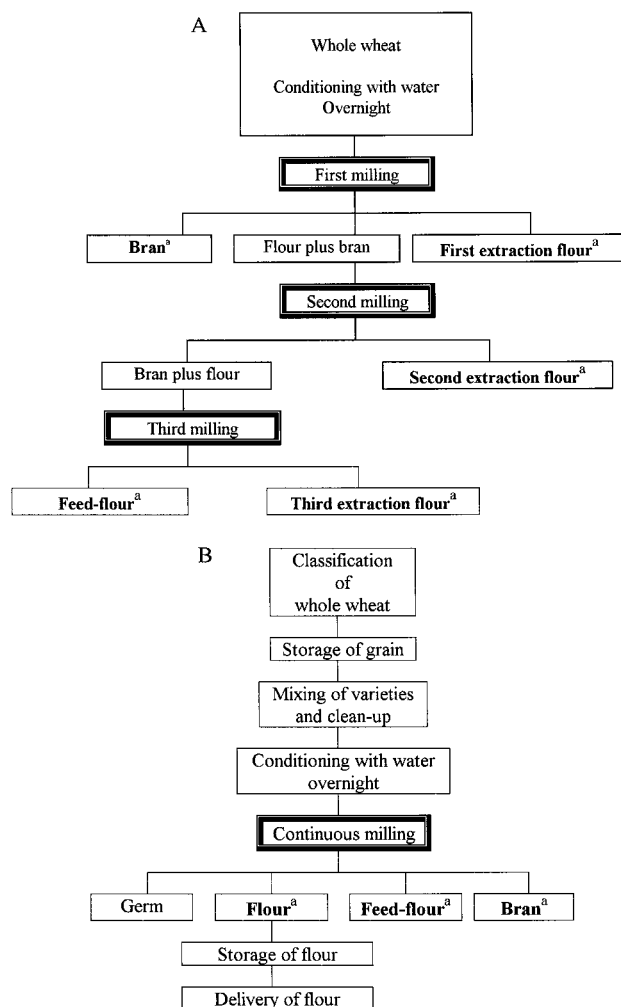 A
Whole wheat
Conditioning with water
Overnight
First milling
Bran^a
Flour plus bran
First extraction flour^a
Second milling
Bran plus flour
Second extraction flour^a
Third milling
Feed-flour^a
Third extraction flour^a
B
Classification
of
whole wheat
Storage of grain
Mixing of varieties
and clean-up
Conditioning with water
overnight
Continuous milling
Germ
Flour^a
Feed-flour^a
Bran^a
Storage of flour
Delivery of flour